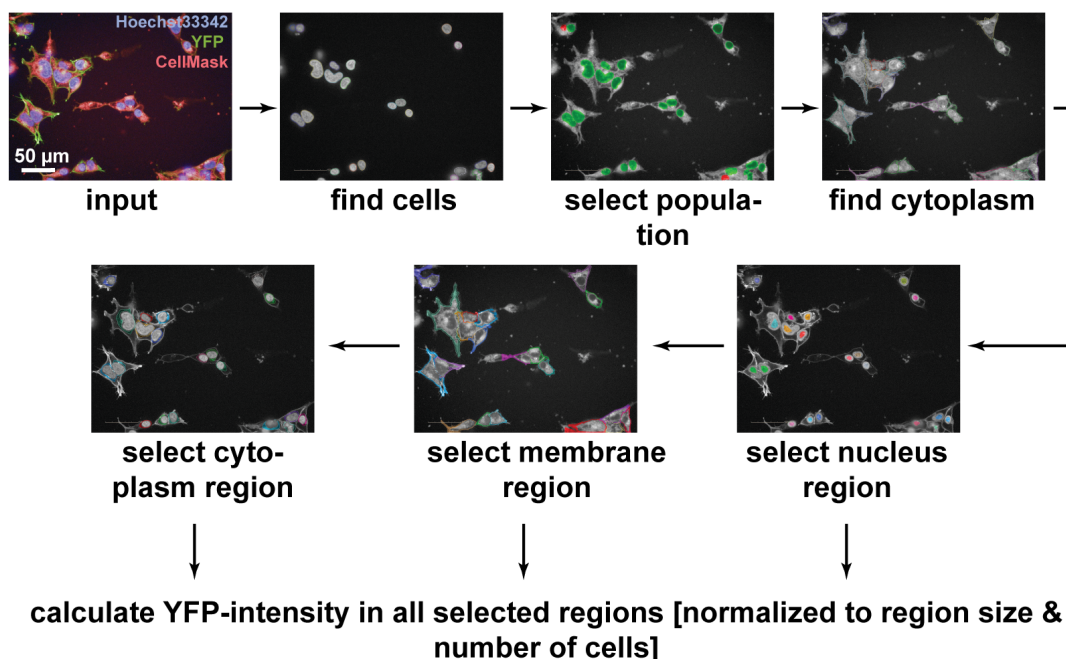 Hoechst33342
YFP
CellMask
50 µm
input
find cells
select popula-
tion
find cytoplasm
select cyto-
plasm region
select membrane
region
select nucleus
region
calculate YFP-intensity in all selected regions [normalized to region size &
number of cells]